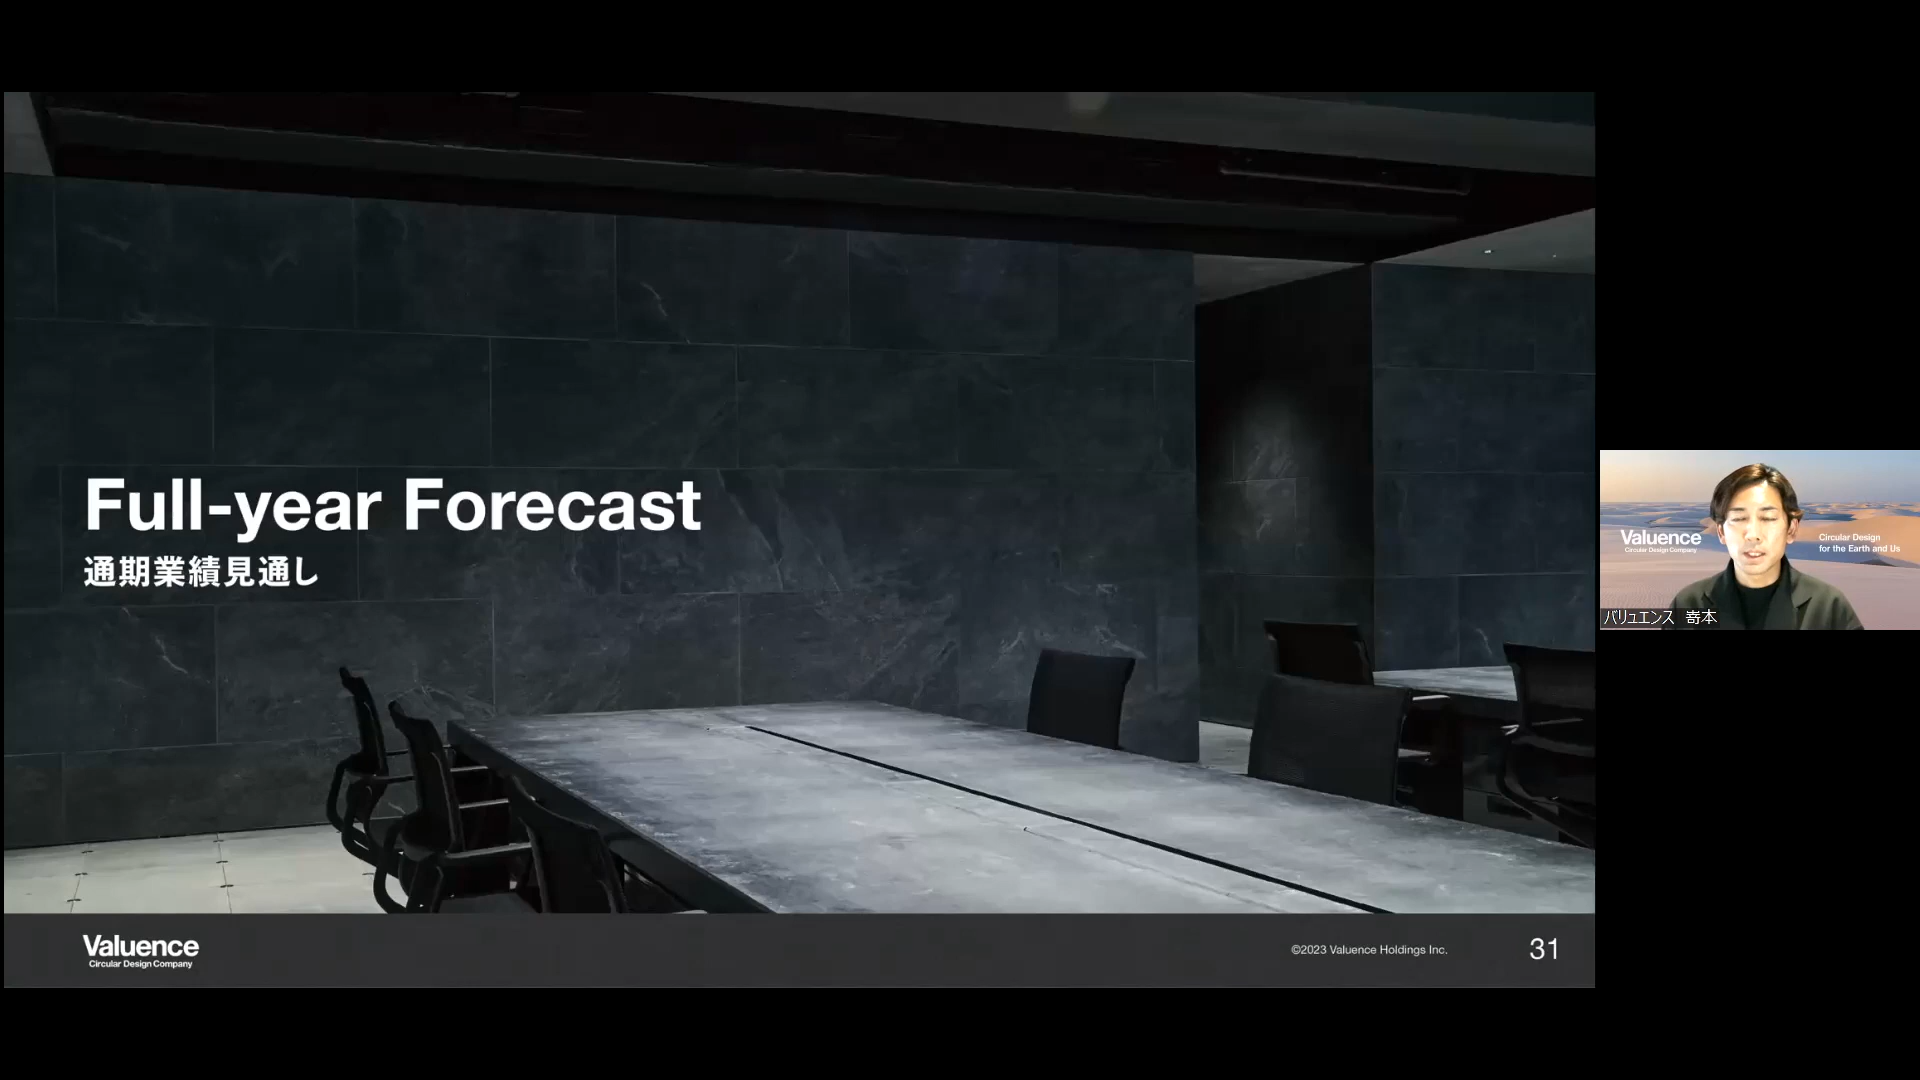 Full-year Forecast
通期業績見通し
Valuence
Circular Design Company
©2023 Valuence Holdings Inc.
31
Valuence
Circular Design Company
Circular Design
for the Earth and Us
バリュエンス 嵜本